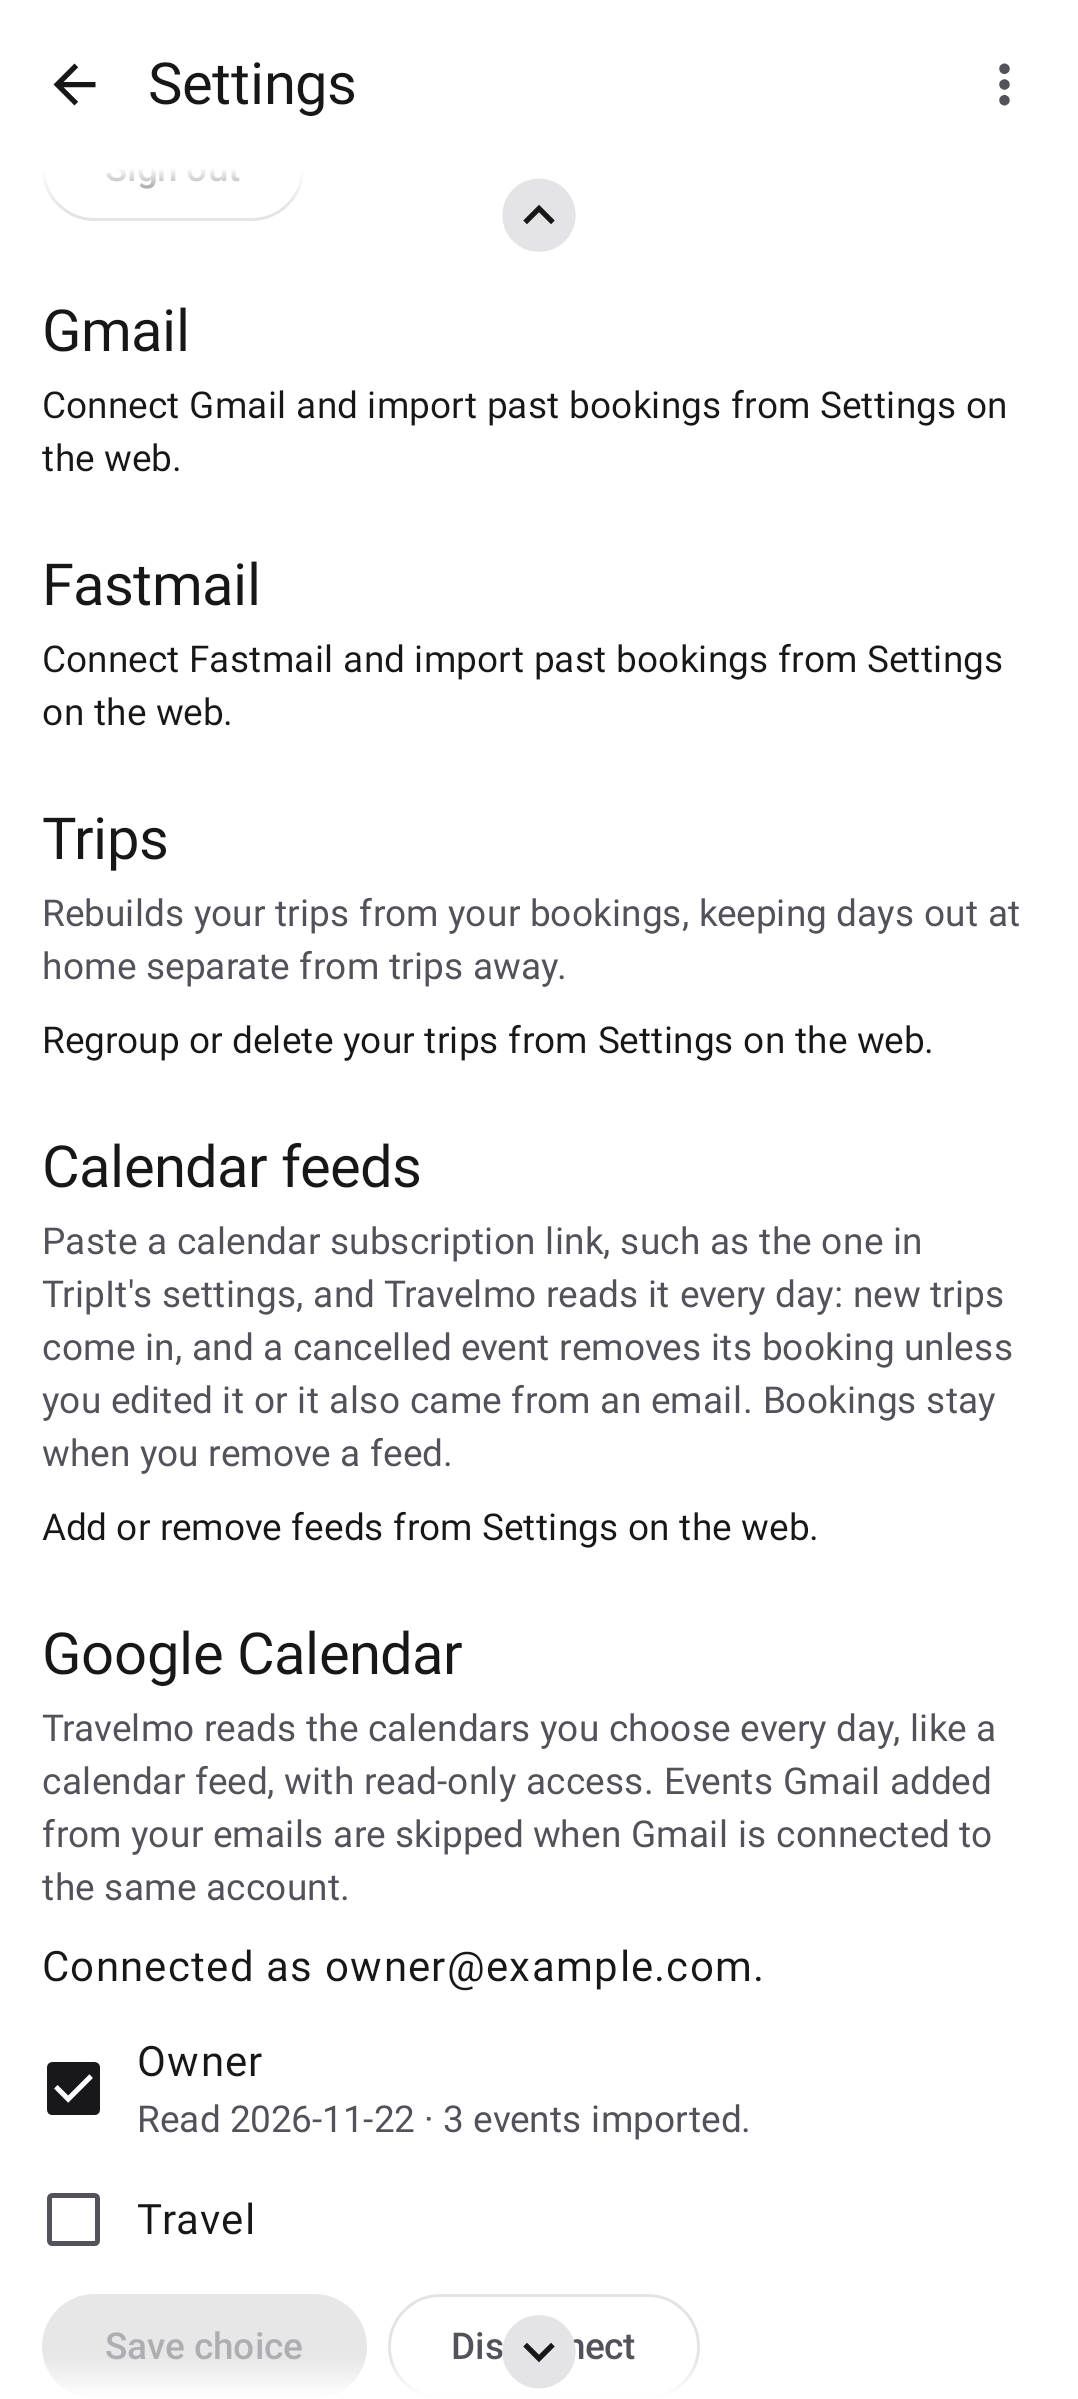 Settings
Sign out
Gmail
Connect Gmail and import past bookings from Settings on
the web.
Fastmail
Connect Fastmail and import past bookings from Settings
on the web.
Trips
Rebuilds your trips from your bookings, keeping days out at
home separate from trips away.
Regroup or delete your trips from Settings on the web.
Calendar feeds
Paste a calendar subscription link, such as the one in
TripIt's settings, and Travelmo reads it every day: new trips
come in, and a cancelled event removes its booking unless
you edited it or it also came from an email. Bookings stay
when you remove a feed.
Add or remove feeds from Settings on the web.
Google Calendar
Travelmo reads the calendars you choose every day, like a
calendar feed, with read-only access. Events Gmail added
from your emails are skipped when Gmail is connected to
the same account.
Connected as owner@example.com.
Owner
Read 2026-11-22 · 3 events imported.
Travel
Save choice
Disconnect